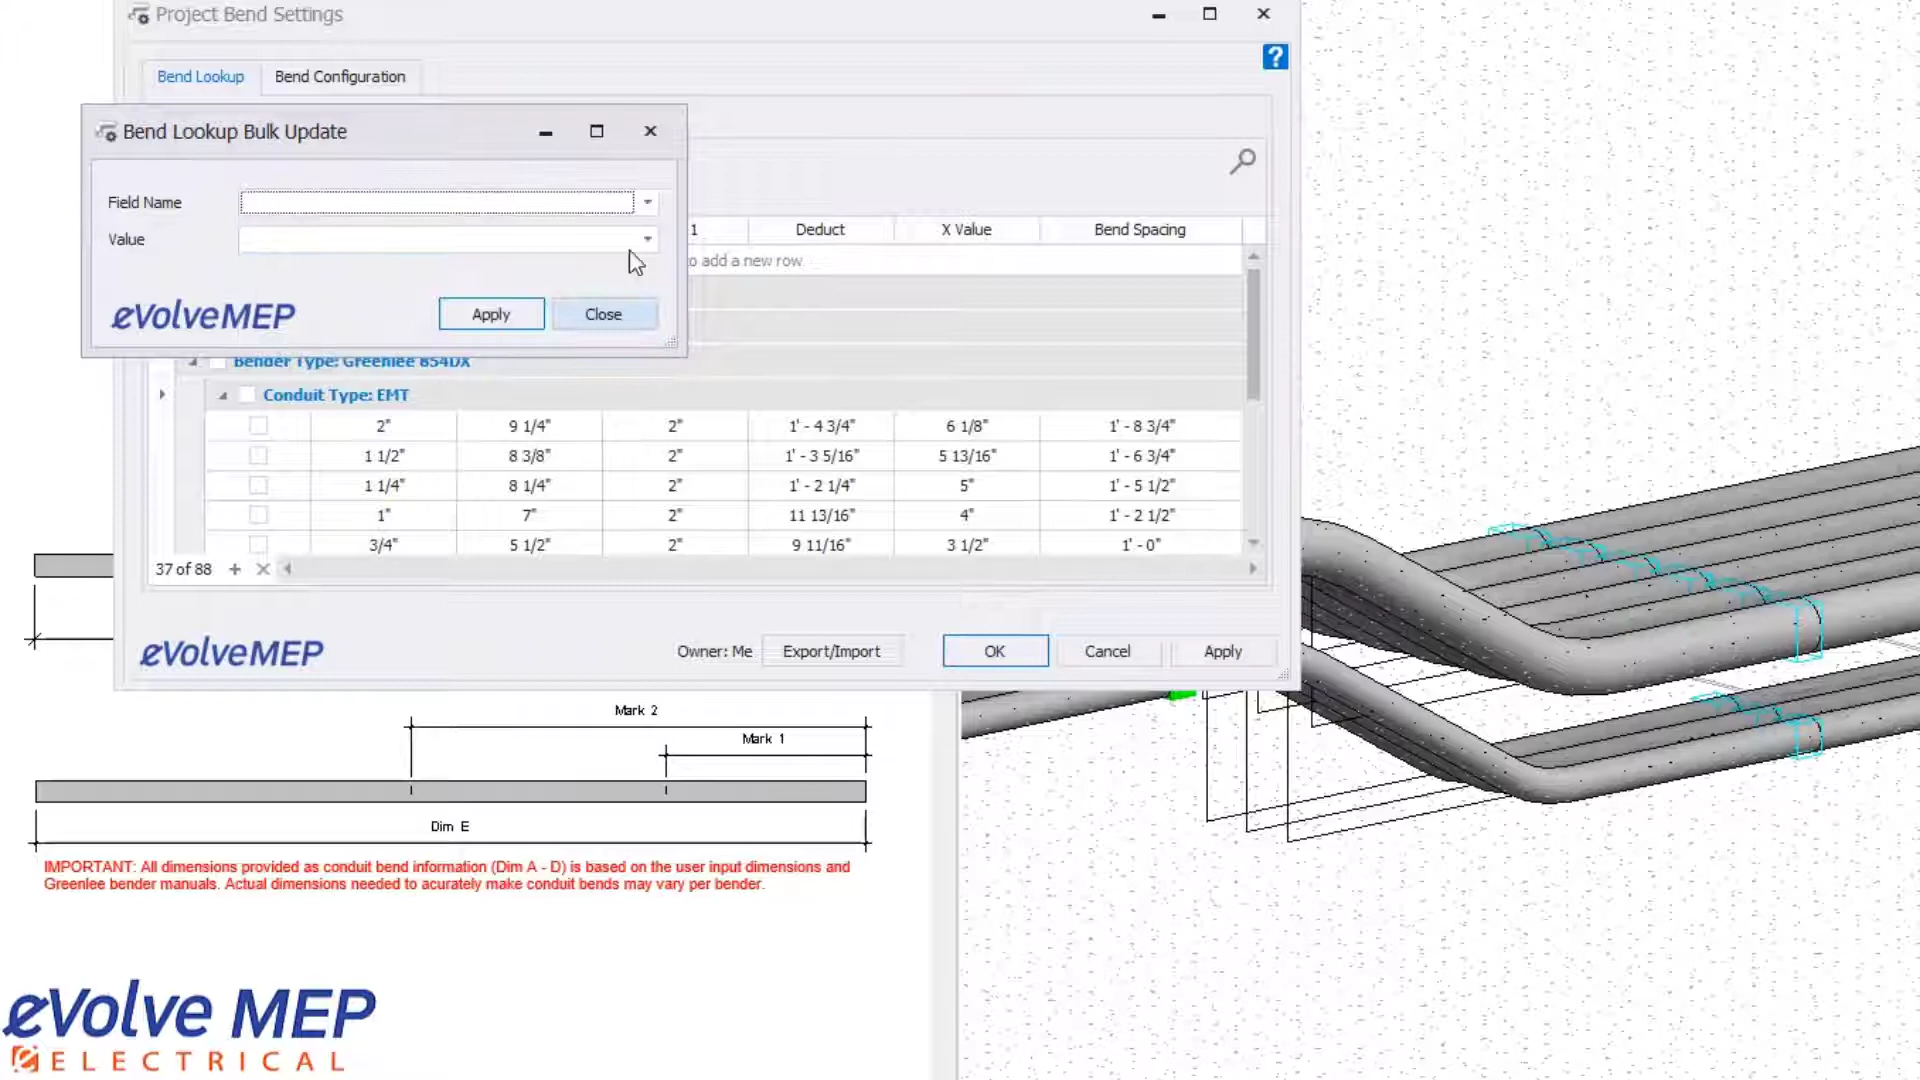 Project Bend Settings
?
Bend Lookup
Bend Configuration
Bend Lookup Bulk Update
Field Name
Value
eVolveMEP
Apply
Close
1 Deduct X Value Bend Spacing
o add a new row
Bender Type: Greenlee 854DX
Conduit Type: EMT
2" 9 1/4" 2" 1' - 4 3/4" 6 1/8" 1' - 8 3/4"
1 1/2" 8 3/8" 2" 1' - 3 5/16" 5 13/16" 1' - 6 3/4"
1 1/4" 8 1/4" 2" 1' - 2 1/4" 5" 1' - 5 1/2"
1" 7" 2" 11 13/16" 4" 1' - 2 1/2"
3/4" 5 1/2" 2" 9 11/16" 3 1/2" 1' - 0"
37 of 88
eVolveMEP
Owner: Me
Export/Import
OK
Cancel
Apply
Mark 2
Mark 1
Dim E
IMPORTANT: All dimensions provided as conduit bend information (Dim A - D) is based on the user input dimensions and
Greenlee bender manuals. Actual dimensions needed to acurately make conduit bends may vary per bender.
eVolve MEP
ELECTRICAL